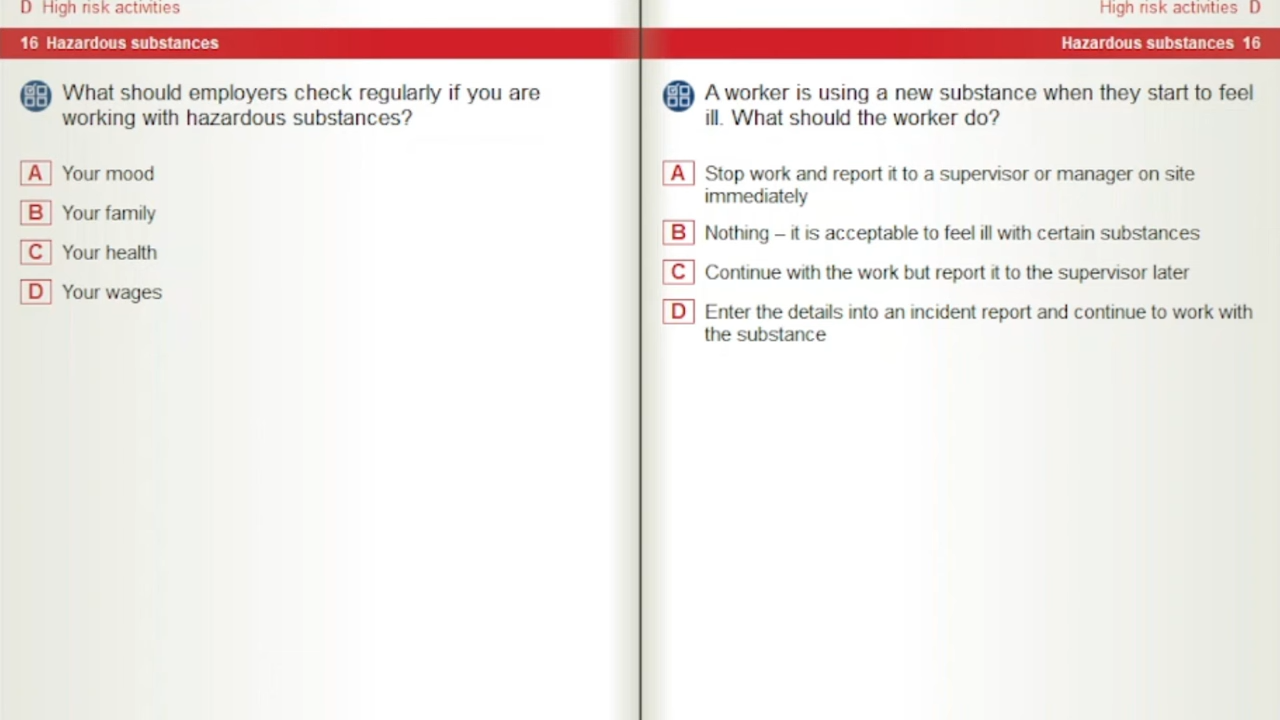 D High risk activities
16 Hazardous substances
What should employers check regularly if you are
working with hazardous substances?
A Your mood
B Your family
C Your health
D Your wages
High risk activities D
Hazardous substances 16
A worker is using a new substance when they start to feel
ill. What should the worker do?
A Stop work and report it to a supervisor or manager on site
immediately
B Nothing – it is acceptable to feel ill with certain substances
C Continue with the work but report it to the supervisor later
D Enter the details into an incident report and continue to work with
the substance